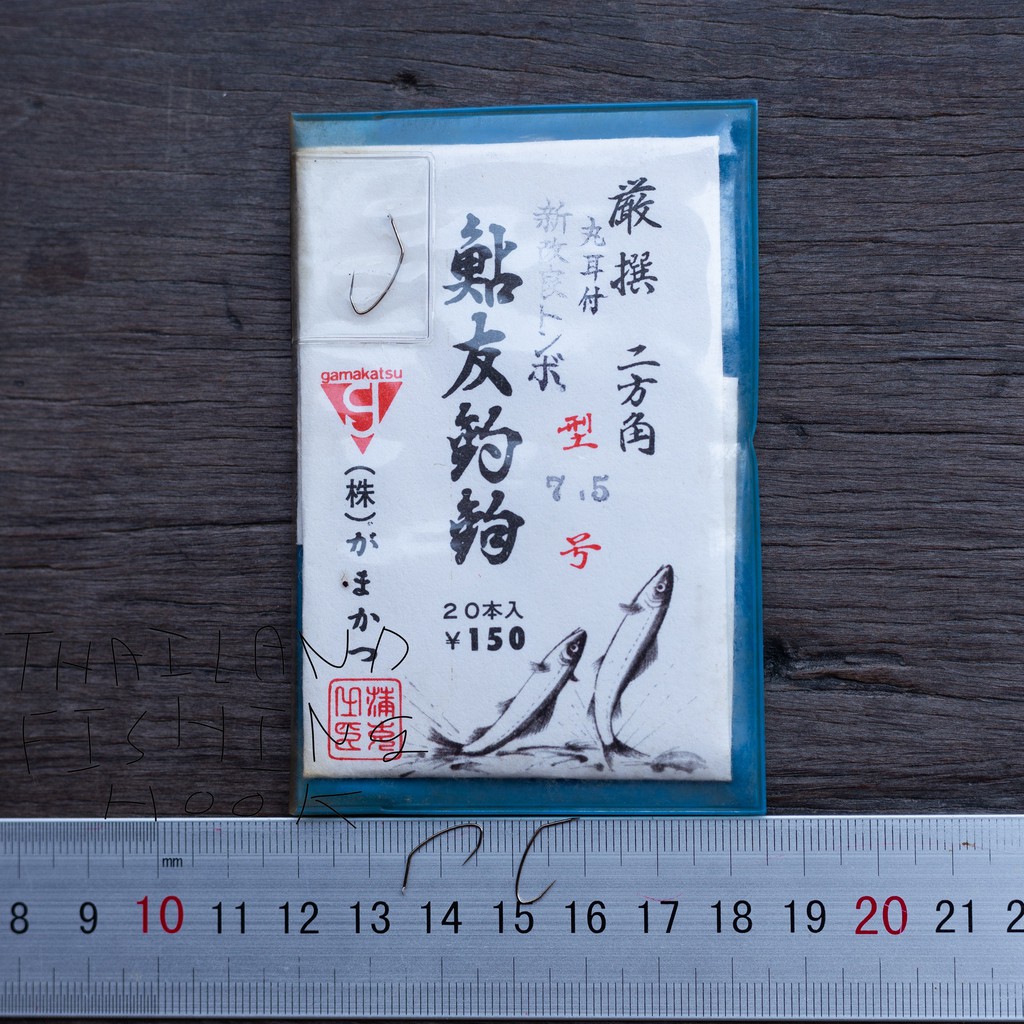 厳撰 二方角
丸耳付
新改良トンボ
型
7.5
号
鮎友釣鈎
20本入
¥150
gamakatsu
g
(株)がまかつ
THAILAND
FISHING
HOOK
mm
8 9 10 11 12 13 14 15 16 17 18 19 20 21 2